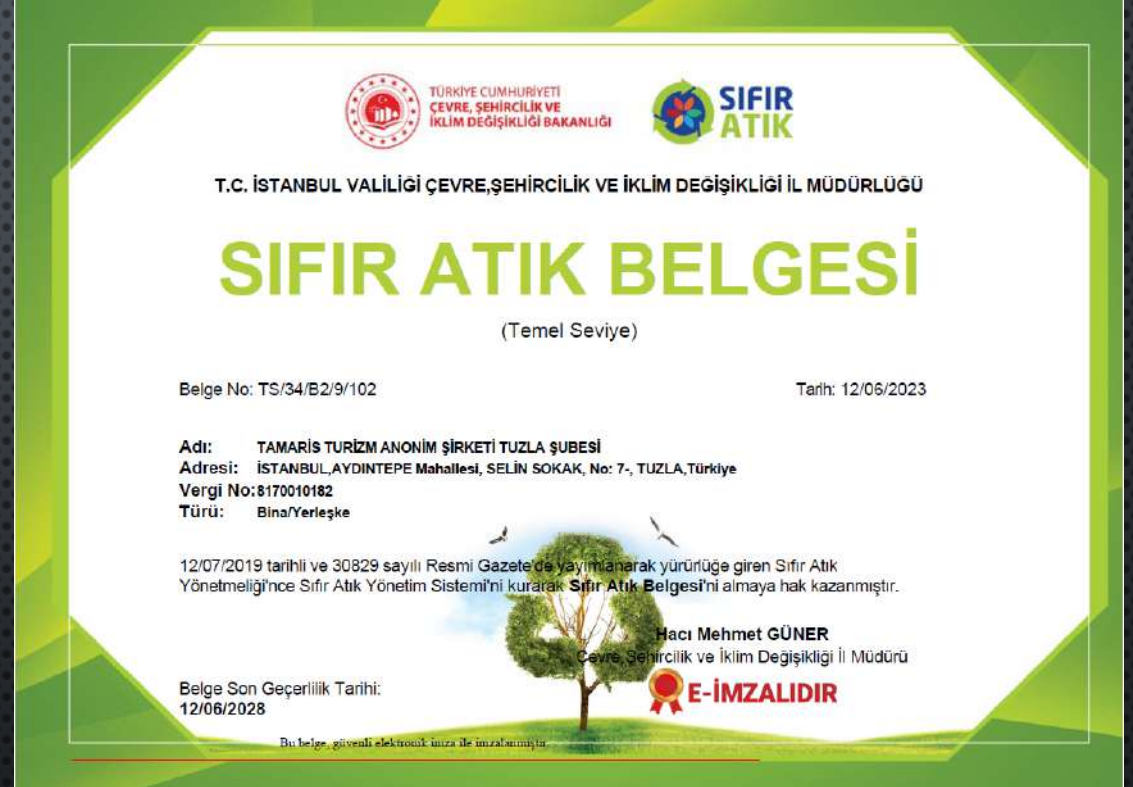 TÜRKİYE CUMHURİYETİ
ÇEVRE, ŞEHİRCİLİK VE
İKLİM DEĞİŞİKLİĞİ BAKANLIĞI
SIFIR
ATIK
T.C. İSTANBUL VALİLİĞİ ÇEVRE,ŞEHİRCİLİK VE İKLİM DEĞİŞİKLİĞİ İL MÜDÜRLÜĞÜ
SIFIR ATIK BELGESİ
(Temel Seviye)
Belge No: TS/34/B2/9/102 Tarih: 12/06/2023
Adı: TAMARİS TURİZM ANONİM ŞİRKETİ TUZLA ŞUBESİ
Adresi: İSTANBUL,AYDINTEPE Mahallesi, SELİN SOKAK, No: 7-, TUZLA,Türkiye
Vergi No:8170010182
Türü: Bina/Yerleşke
12/07/2019 tarihli ve 30829 sayılı Resmi Gazete'de yayımlanarak yürürlüğe giren Sıfır Atık
Yönetmeliği'nce Sıfır Atık Yönetim Sistemi'ni kurarak Sıfır Atık Belgesi'ni almaya hak kazanmıştır.
Hacı Mehmet GÜNER
Çevre,Şehircilik ve İklim Değişikliği İl Müdürü
E-İMZALIDIR
Belge Son Geçerlilik Tarihi:
12/06/2028
Bu belge, güvenli elektronik imza ile imzalanmıştır.